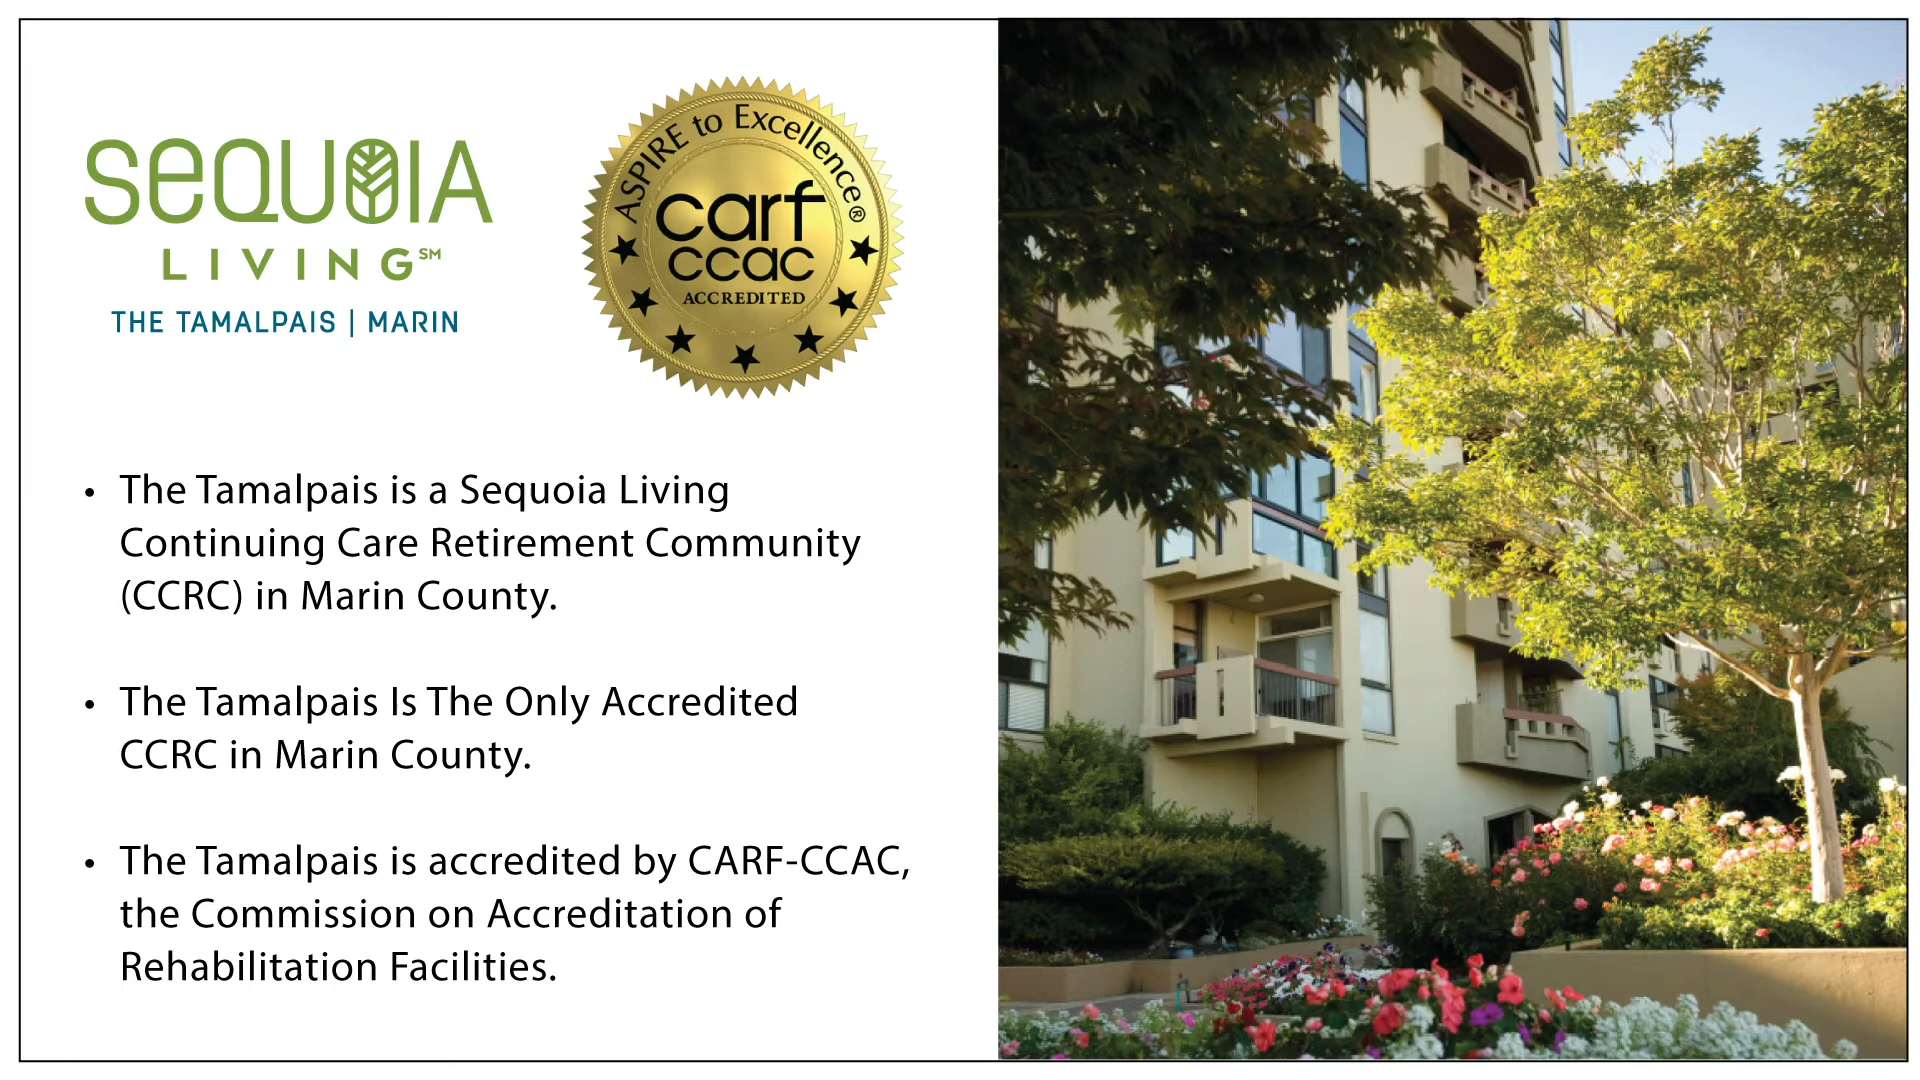 SEQUOIA
LIVING℠
THE TAMALPAIS | MARIN
ASPIRE to Excellence®
carf
ccac
ACCREDITED
• The Tamalpais is a Sequoia Living
Continuing Care Retirement Community
(CCRC) in Marin County.
• The Tamalpais Is The Only Accredited
CCRC in Marin County.
• The Tamalpais is accredited by CARF-CCAC,
the Commission on Accreditation of
Rehabilitation Facilities.